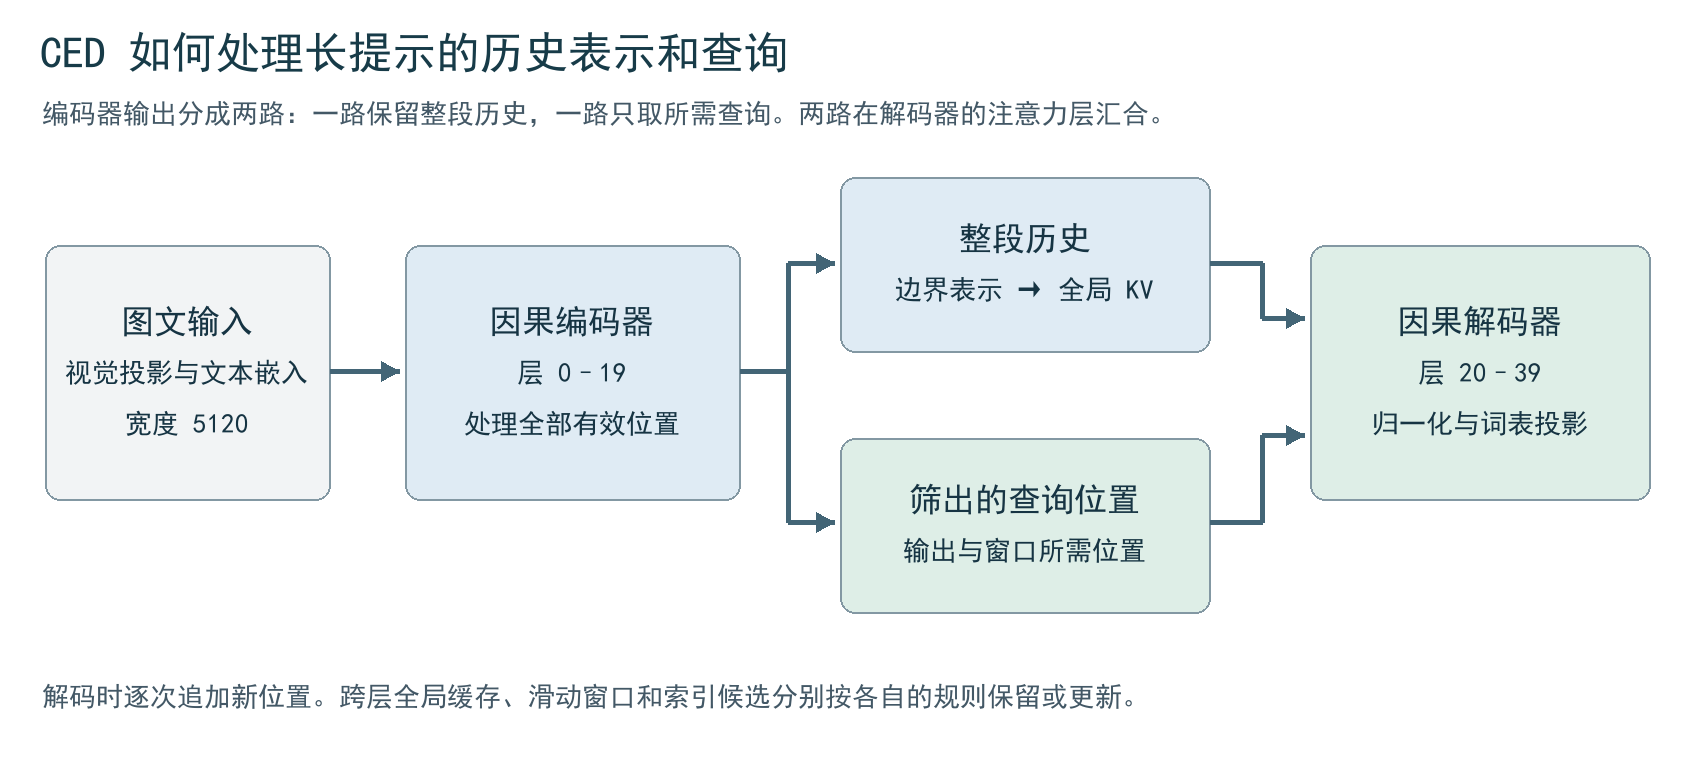 CED 如何处理长提示的历史表示和查询
编码器输出分成两路：一路保留整段历史，一路只取所需查询。两路在解码器的注意力层汇合。
图文输入
视觉投影与文本嵌入
宽度 5120
因果编码器
层 0–19
处理全部有效位置
整段历史
边界表示 → 全局 KV
筛出的查询位置
输出与窗口所需位置
因果解码器
层 20–39
归一化与词表投影
解码时逐次追加新位置。跨层全局缓存、滑动窗口和索引候选分别按各自的规则保留或更新。